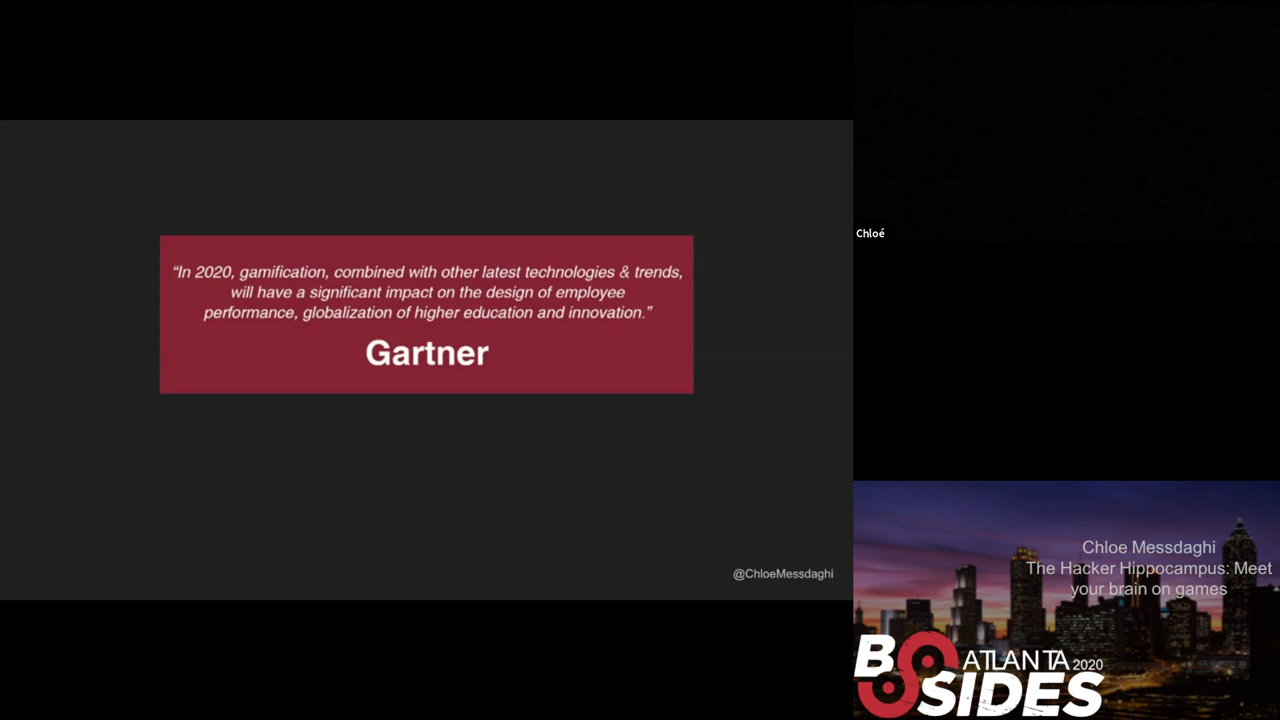 “In 2020, gamification, combined with other latest technologies & trends,
will have a significant impact on the design of employee
performance, globalization of higher education and innovation.”
Gartner
@ChloeMessdaghi
Chloé
Chloe Messdaghi
The Hacker Hippocampus: Meet
your brain on games
B
ATLANTA 2020
SIDES